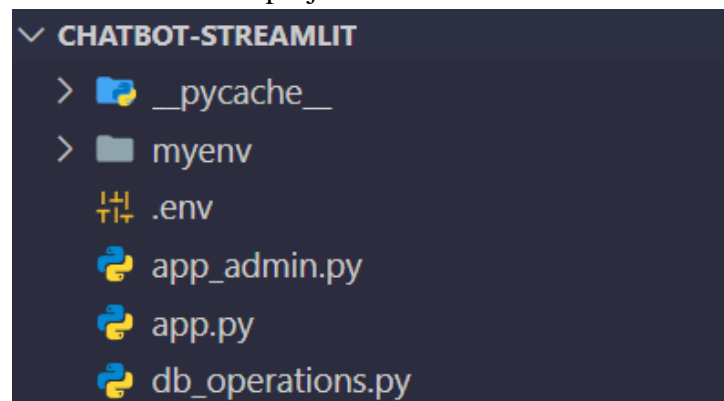 CHATBOT-STREAMLIT
__pycache__
myenv
.env
app_admin.py
app.py
db_operations.py